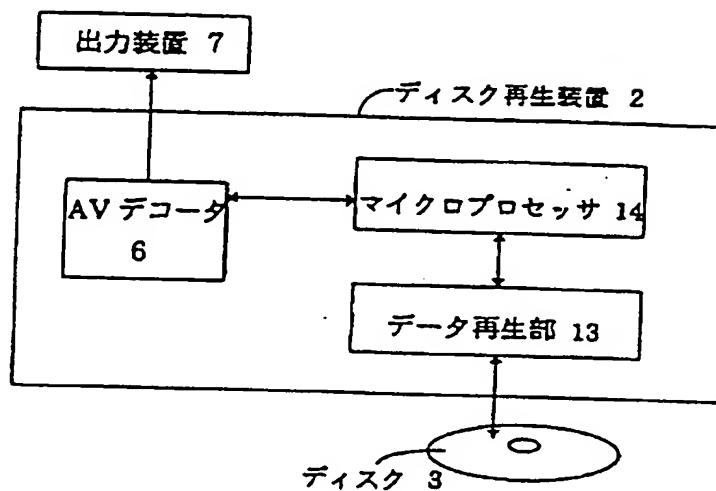 出力装置 7
ディスク再生装置 2
AV デコータ
6
マイクロプロセッサ 14
データ再生部 13
ディスク 3